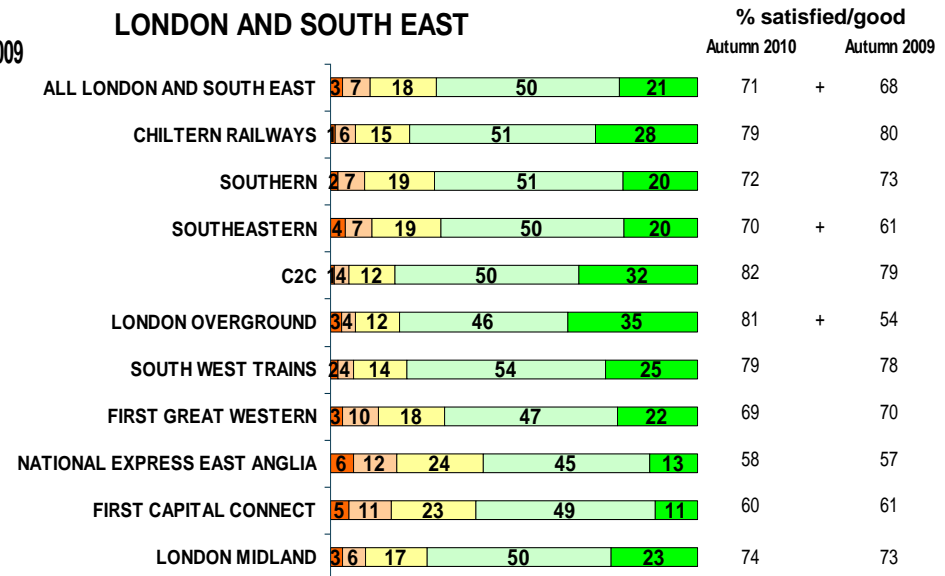 LONDON AND SOUTH EAST
% satisfied/good
009
Autumn 2010 Autumn 2009
ALL LONDON AND SOUTH EAST 3 7 18 50 21 71 + 68
CHILTERN RAILWAYS 1 6 15 51 28 79 80
SOUTHERN 2 7 19 51 20 72 73
SOUTHEASTERN 4 7 19 50 20 70 + 61
C2C 1 4 12 50 32 82 79
LONDON OVERGROUND 3 4 12 46 35 81 + 54
SOUTH WEST TRAINS 2 4 14 54 25 79 78
FIRST GREAT WESTERN 3 10 18 47 22 69 70
NATIONAL EXPRESS EAST ANGLIA 6 12 24 45 13 58 57
FIRST CAPITAL CONNECT 5 11 23 49 11 60 61
LONDON MIDLAND 3 6 17 50 23 74 73